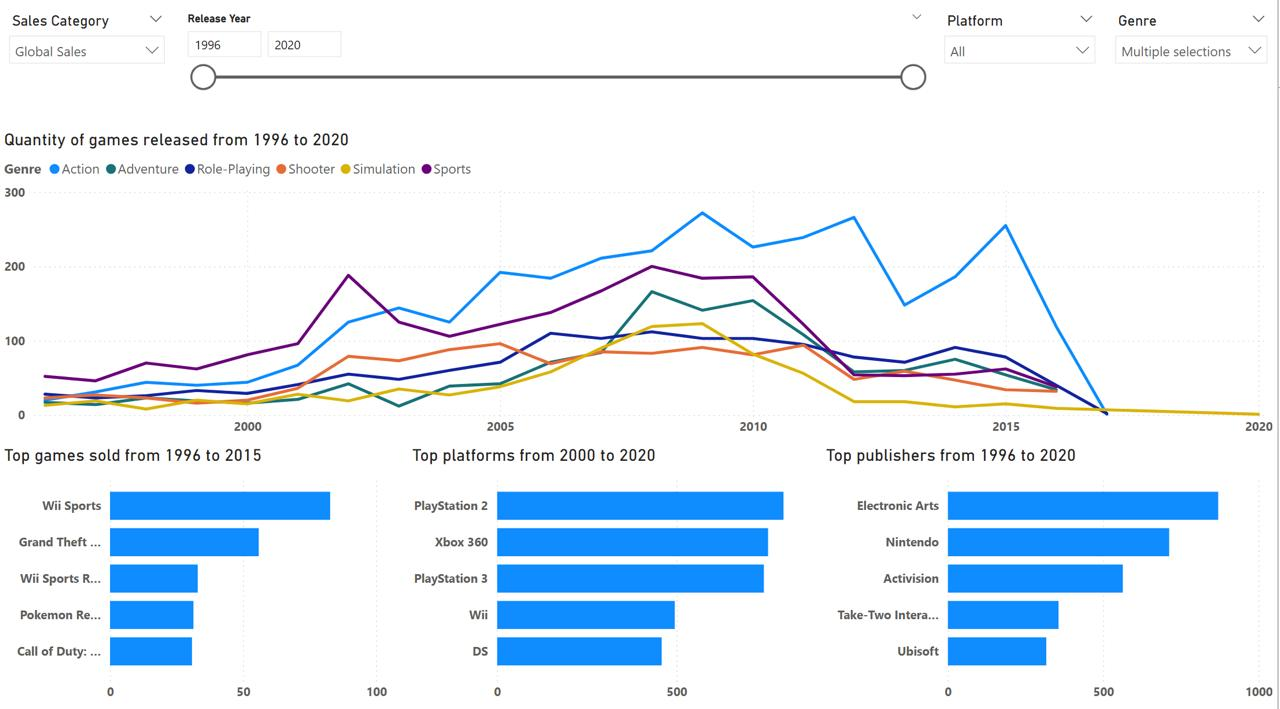 Sales Category
Release Year
Platform
Genre
Global Sales
1996
2020
All
Multiple selections
Quantity of games released from 1996 to 2020
Genre Action Adventure Role-Playing Shooter Simulation Sports
300
200
100
0
2000
2005
2010
2015
2020
Top games sold from 1996 to 2015
Wii Sports
Grand Theft ...
Wii Sports R...
Pokemon Re...
Call of Duty: ...
0
50
100
Top platforms from 2000 to 2020
PlayStation 2
Xbox 360
PlayStation 3
Wii
DS
0
500
Top publishers from 1996 to 2020
Electronic Arts
Nintendo
Activision
Take-Two Intera...
Ubisoft
0
500
1000